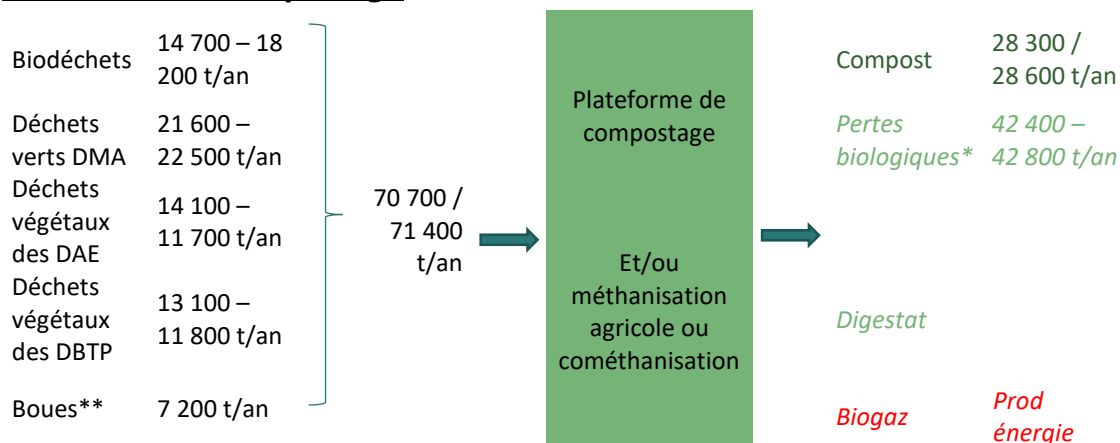 Biodéchets
14 700 – 18
200 t/an
Déchets
verts DMA
21 600 –
22 500 t/an
Déchets
végétaux
des DAE
14 100 –
11 700 t/an
Déchets
végétaux
des DBTP
13 100 –
11 800 t/an
Boues**
7 200 t/an
70 700 /
71 400
t/an
Plateforme de
compostage
Et/ou
méthanisation
agricole ou
cométhanisation
Compost
28 300 /
28 600 t/an
Pertes
biologiques*
42 400 –
42 800 t/an
Digestat
Biogaz
Prod
énergie